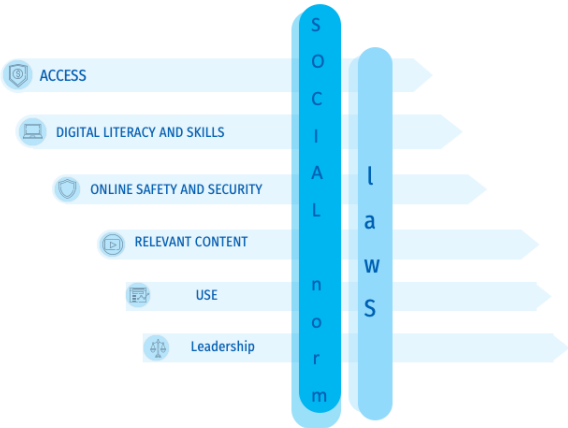 ACCESS
DIGITAL LITERACY AND SKILLS
ONLINE SAFETY AND SECURITY
RELEVANT CONTENT
USE
Leadership
SOCIAL norm
lawS